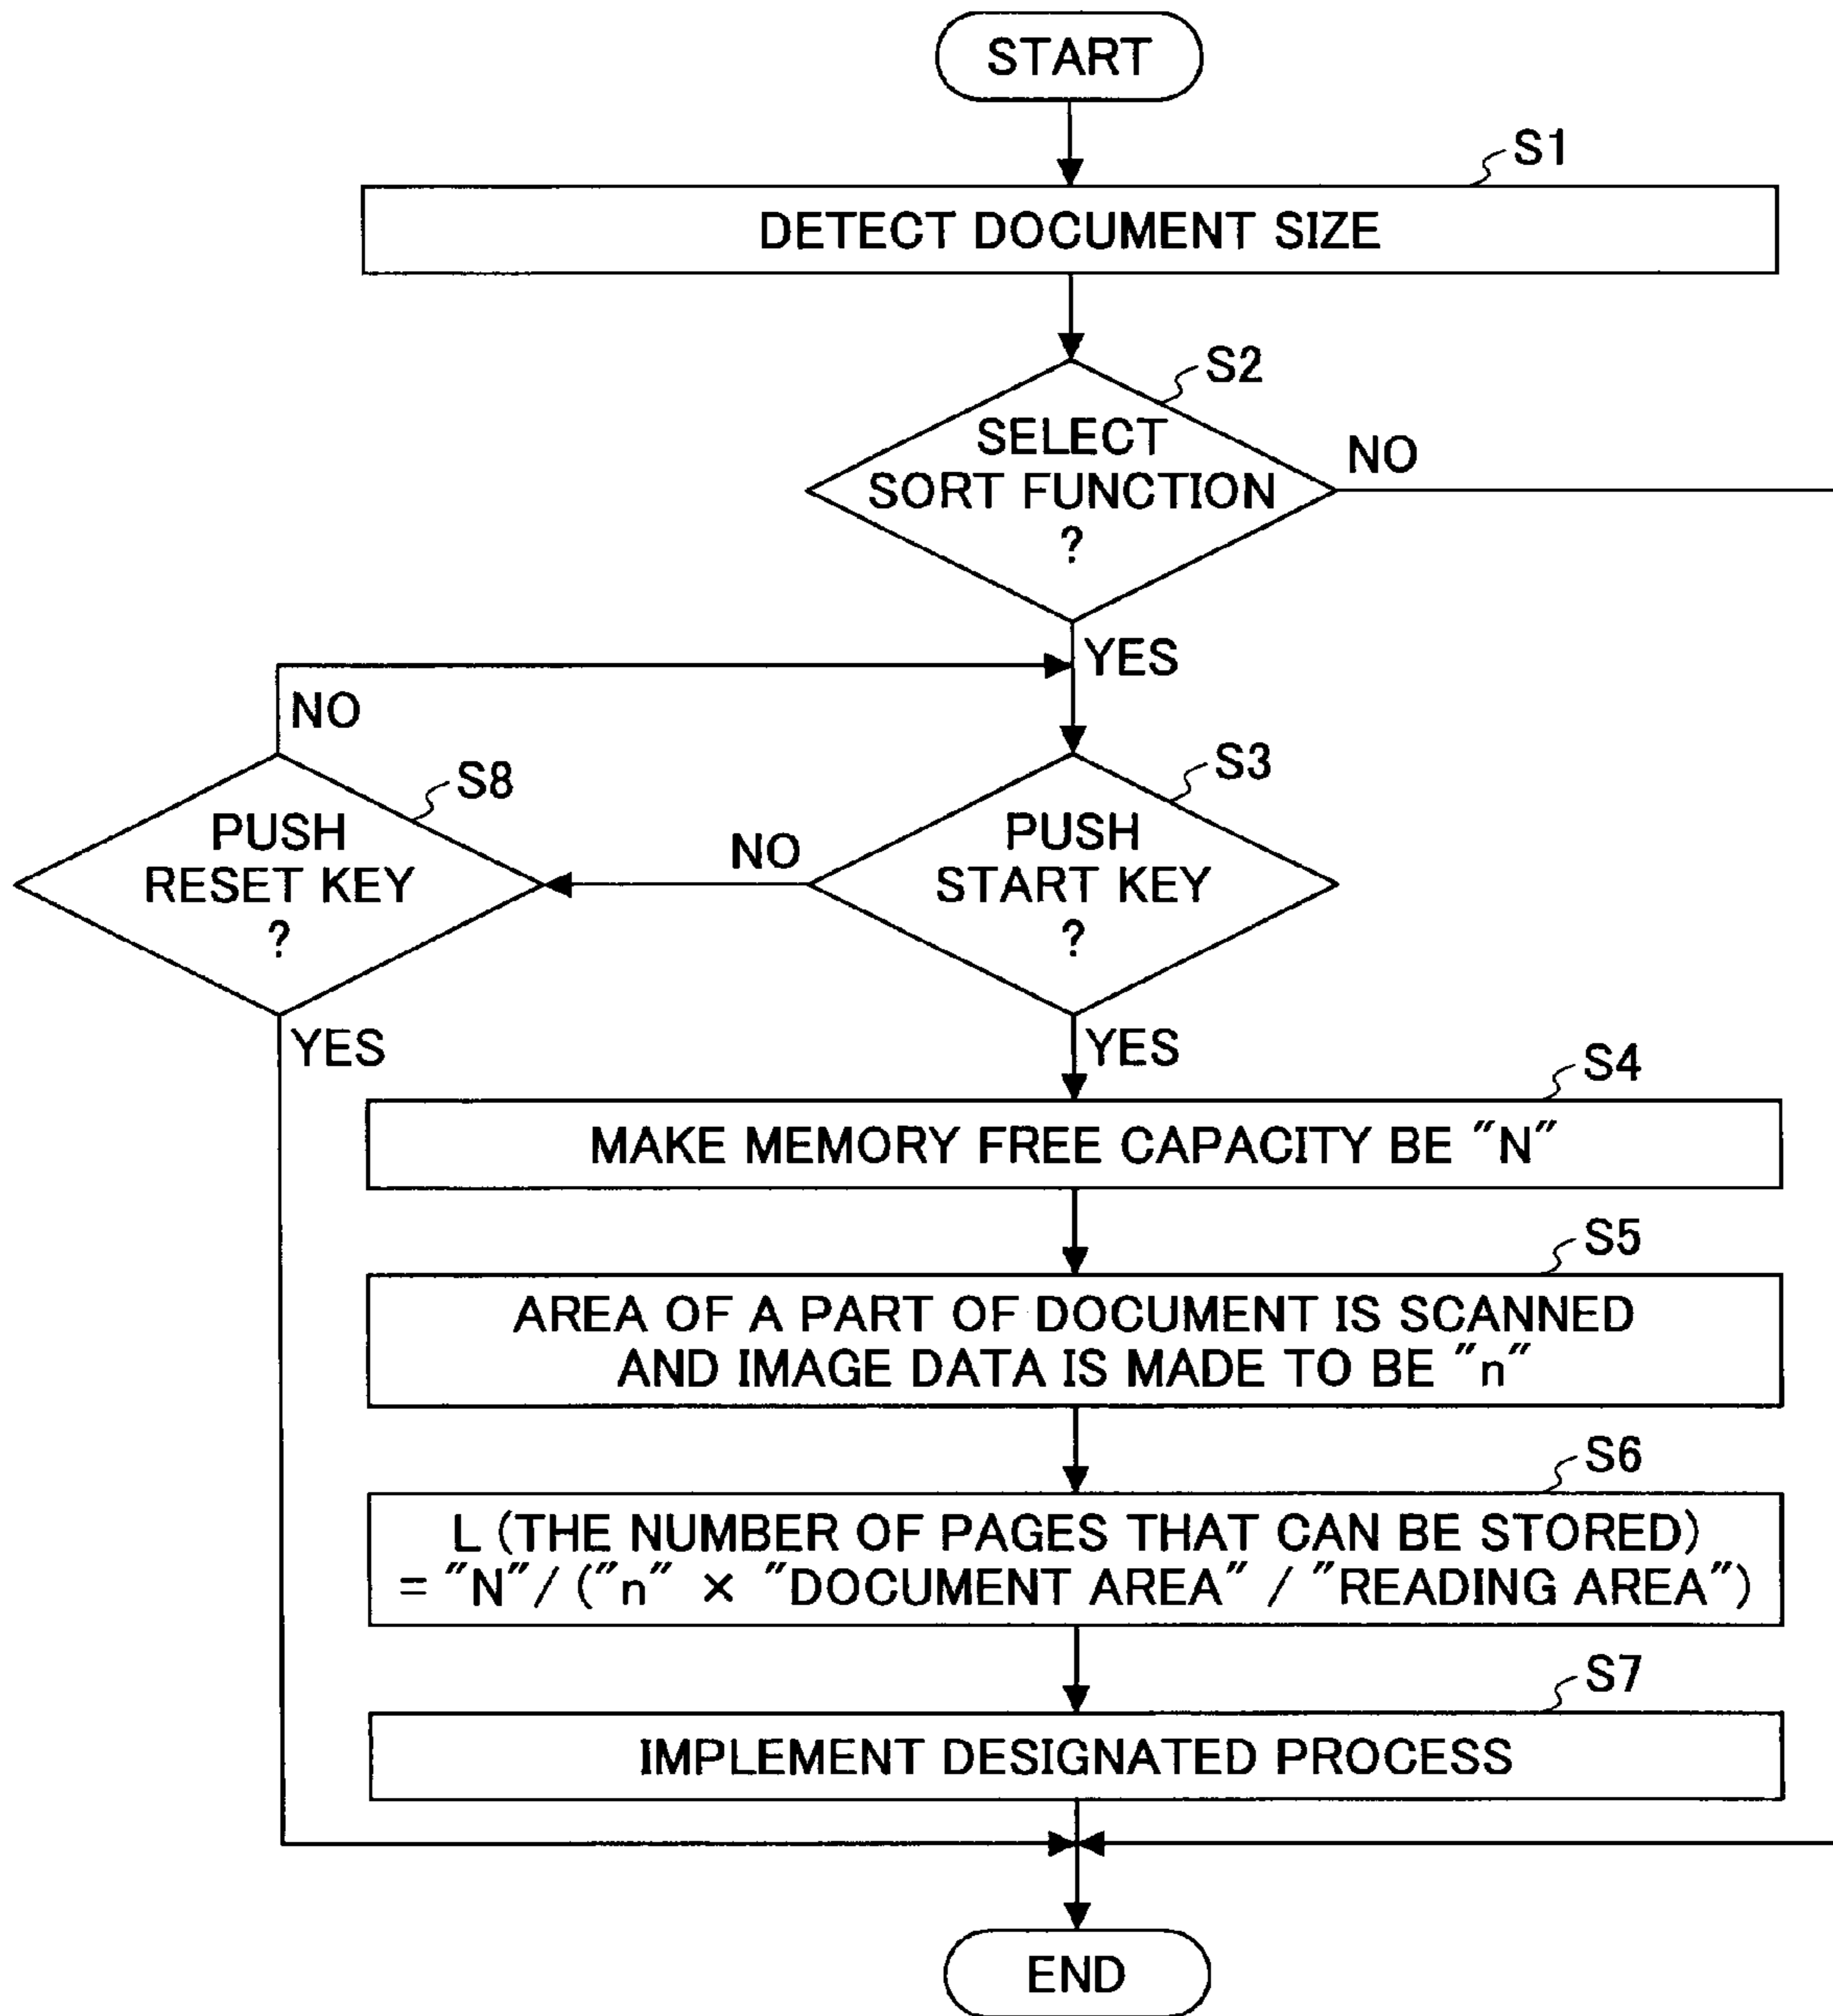 START
S1
DETECT DOCUMENT SIZE
S2
SELECT
SORT FUNCTION
?
NO
YES
NO
S8
PUSH
RESET KEY
?
YES
NO
S3
PUSH
START KEY
?
YES
S4
MAKE MEMORY FREE CAPACITY BE "N"
S5
AREA OF A PART OF DOCUMENT IS SCANNED
AND IMAGE DATA IS MADE TO BE "n"
S6
L (THE NUMBER OF PAGES THAT CAN BE STORED)
= "N" / ("n" × "DOCUMENT AREA" / "READING AREA")
S7
IMPLEMENT DESIGNATED PROCESS
END